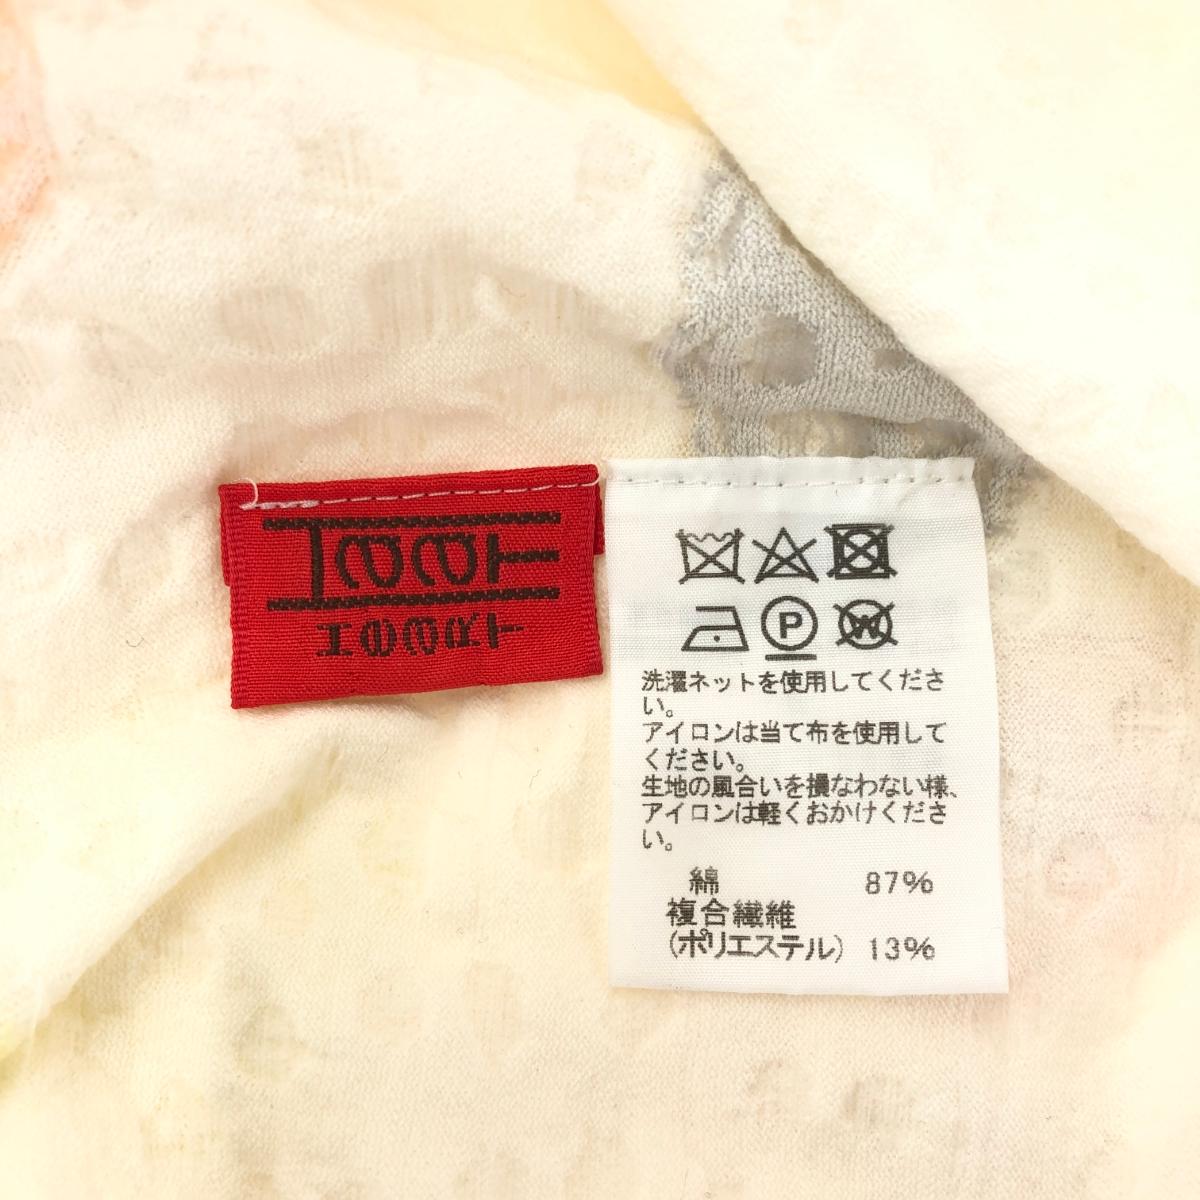 HaaT
HEART
P
W
洗濯ネットを使用してくださ
い。
アイロンは当て布を使用して
ください。
生地の風合いを損なわない様、
アイロンは軽くおかけくださ
い。
綿 87%
複合繊維
(ポリエステル) 13%